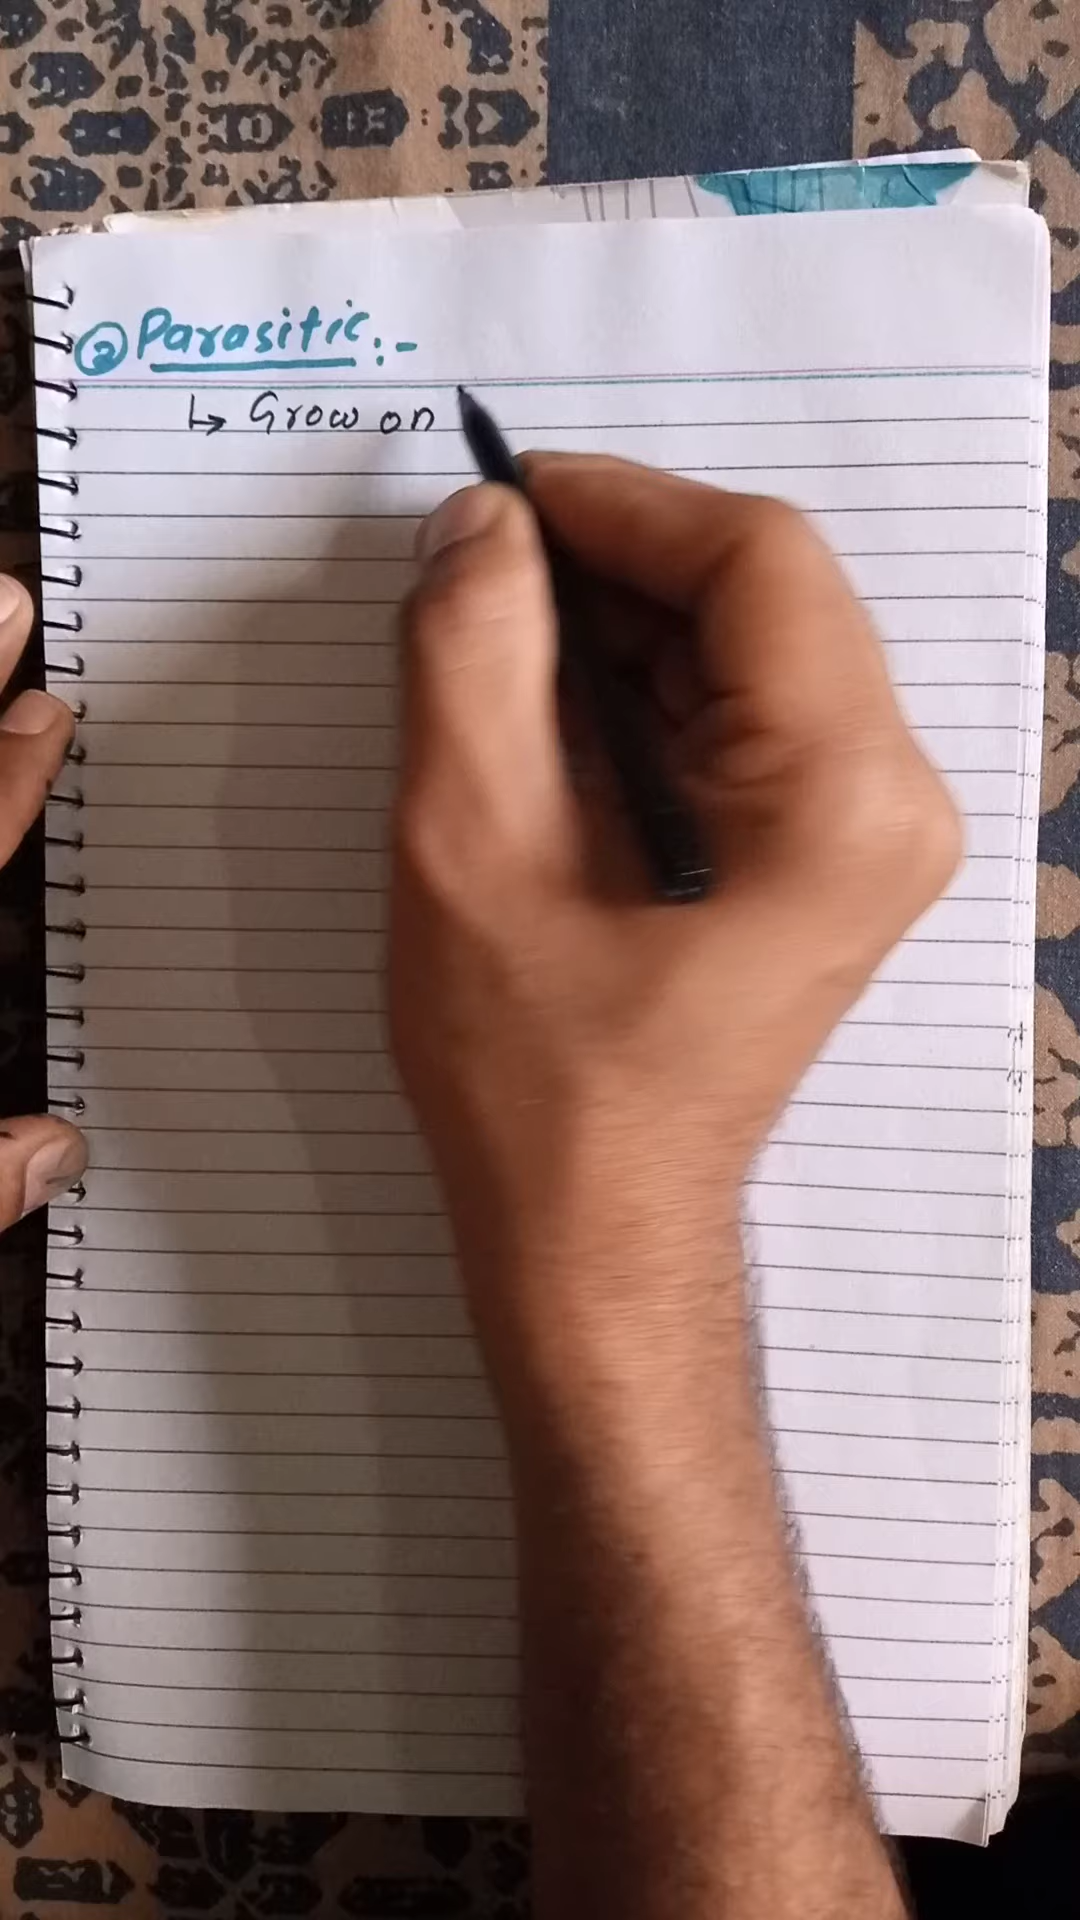 ② Parasitic:-
↳ Grow on